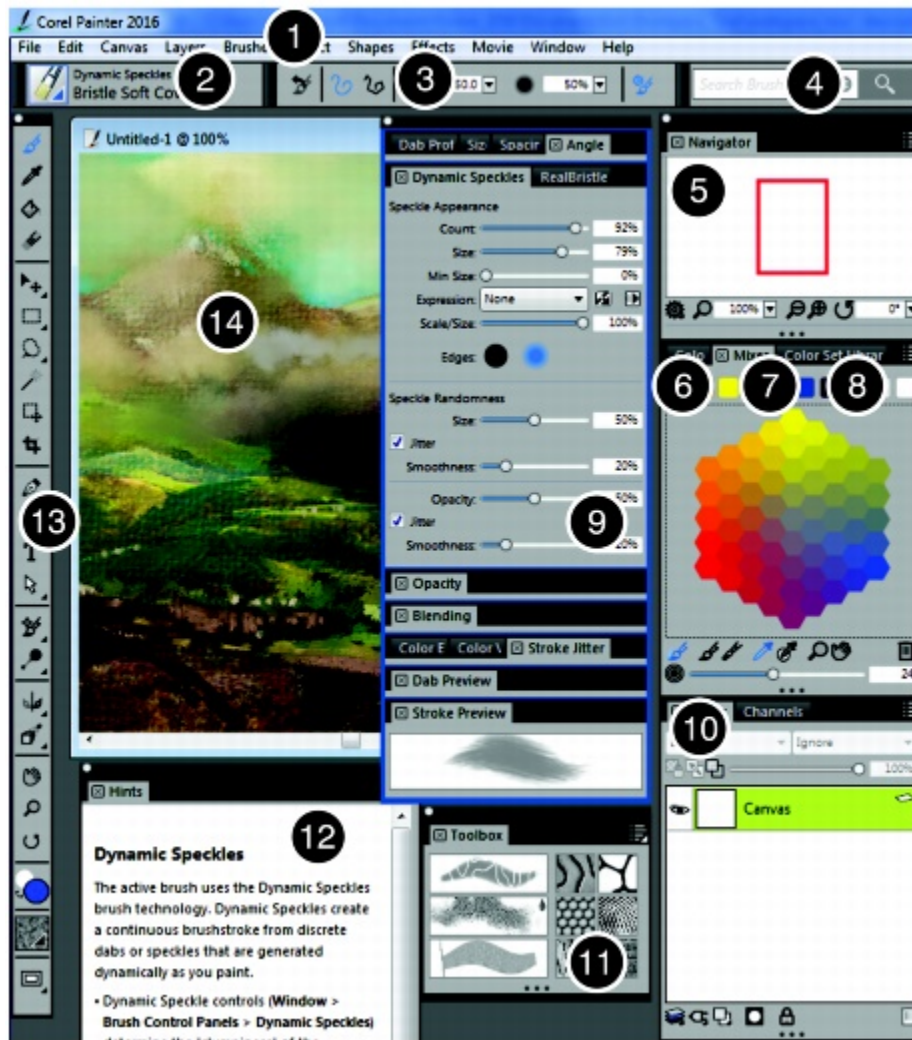 Corel Painter 2016
File Edit Canvas Layers Shapes Effects Movie Window Help
1
Dynamic Speckles
Bristle Soft
2
3
50%
Search Brush
4
Untitled-1 @ 100%
Dab Prof Spacin Angle
Dynamic Speckles RealBristle
Speckle Appearance
Count: 92%
Size: 79%
Min Size: 0%
Expression: None
Scale/Size: 100%
Edges:
Speckle Randomness
Size: 50%
Jitter
Smoothness: 20%
Opacity: 50%
Jitter
Smoothness: 20%
9
Opacity
Blending
Color E Color V Stroke Jitter
Dab Preview
Stroke Preview
Navigator
5
100% 0°
Color Set
6
7
8
24
Channels
10
Ignore
100%
Canvas
14
13
T
Hints
12
Dynamic Speckles
The active brush uses the Dynamic Speckles
brush technology. Dynamic Speckles create
a continuous brushstroke from discrete
dabs or speckles that are generated
dynamically as you paint.
• Dynamic Speckle controls (Window >
Brush Control Panels > Dynamic Speckles)
Toolbox
11